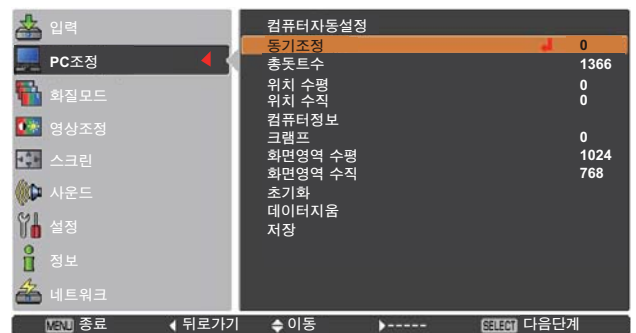 입력
PC조정
화질모드
영상조정
스크린
사운드
설정
정보
네트워크
컴퓨터자동설정
동기조정 0
총돗트수 1366
위치 수평 0
위치 수직 0
컴퓨터정보
크램프 0
화면영역 수평 1024
화면영역 수직 768
초기화
데이터지움
저장
MENU 종료 뒤로가기 이동 ----- SELECT 다음단계